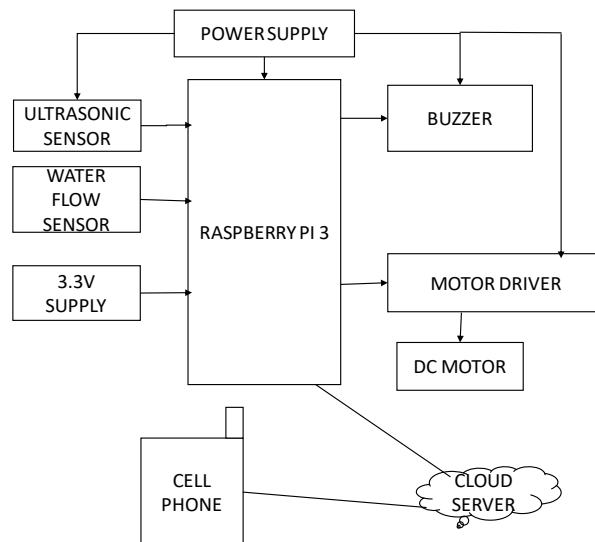 POWER SUPPLY
ULTRASONIC
SENSOR
BUZZER
WATER
FLOW
SENSOR
RASPBERRY PI 3
3.3V
SUPPLY
MOTOR DRIVER
DC MOTOR
CELL
PHONE
CLOUD
SERVER